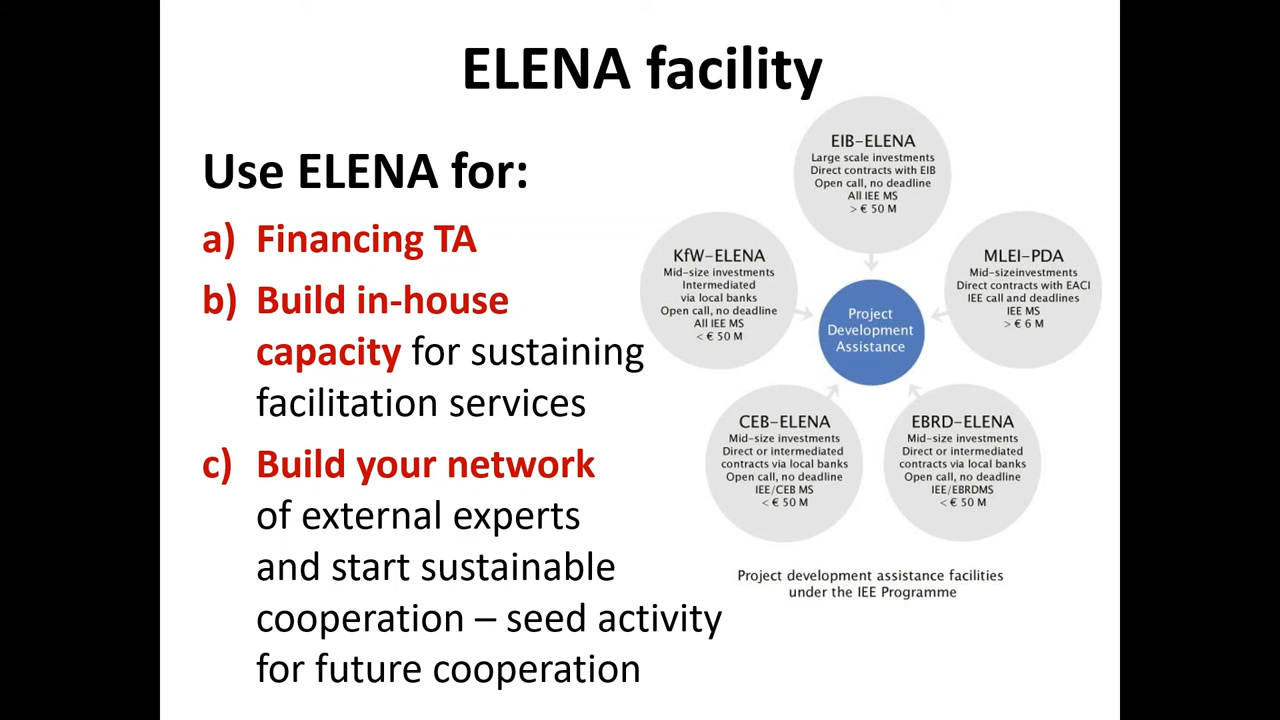 ELENA facility
Use ELENA for:
a) Financing TA
b) Build in-house
capacity for sustaining
facilitation services
c) Build your network
of external experts
and start sustainable
cooperation – seed activity
for future cooperation
EIB–ELENA
Large scale investments
Direct contracts with EIB
Open call, no deadline
All IEE MS
> € 50 M
KfW–ELENA
Mid–size investments
Intermediated
via local banks
Open call, no deadline
All IEE MS
< € 50 M
MLEI–PDA
Mid–sizeinvestments
Direct contracts with EACI
IEE call and deadlines
IEE MS
> € 6 M
Project
Development
Assistance
CEB–ELENA
Mid–size investments
Direct or intermediated
contracts via local banks
Open call, no deadline
IEE/CEB MS
< € 50 M
EBRD–ELENA
Mid–size investments
Direct or intermediated
contracts via local banks
Open call, no deadline
IEE/EBRDMS
< € 50 M
Project development assistance facilities
under the IEE Programme